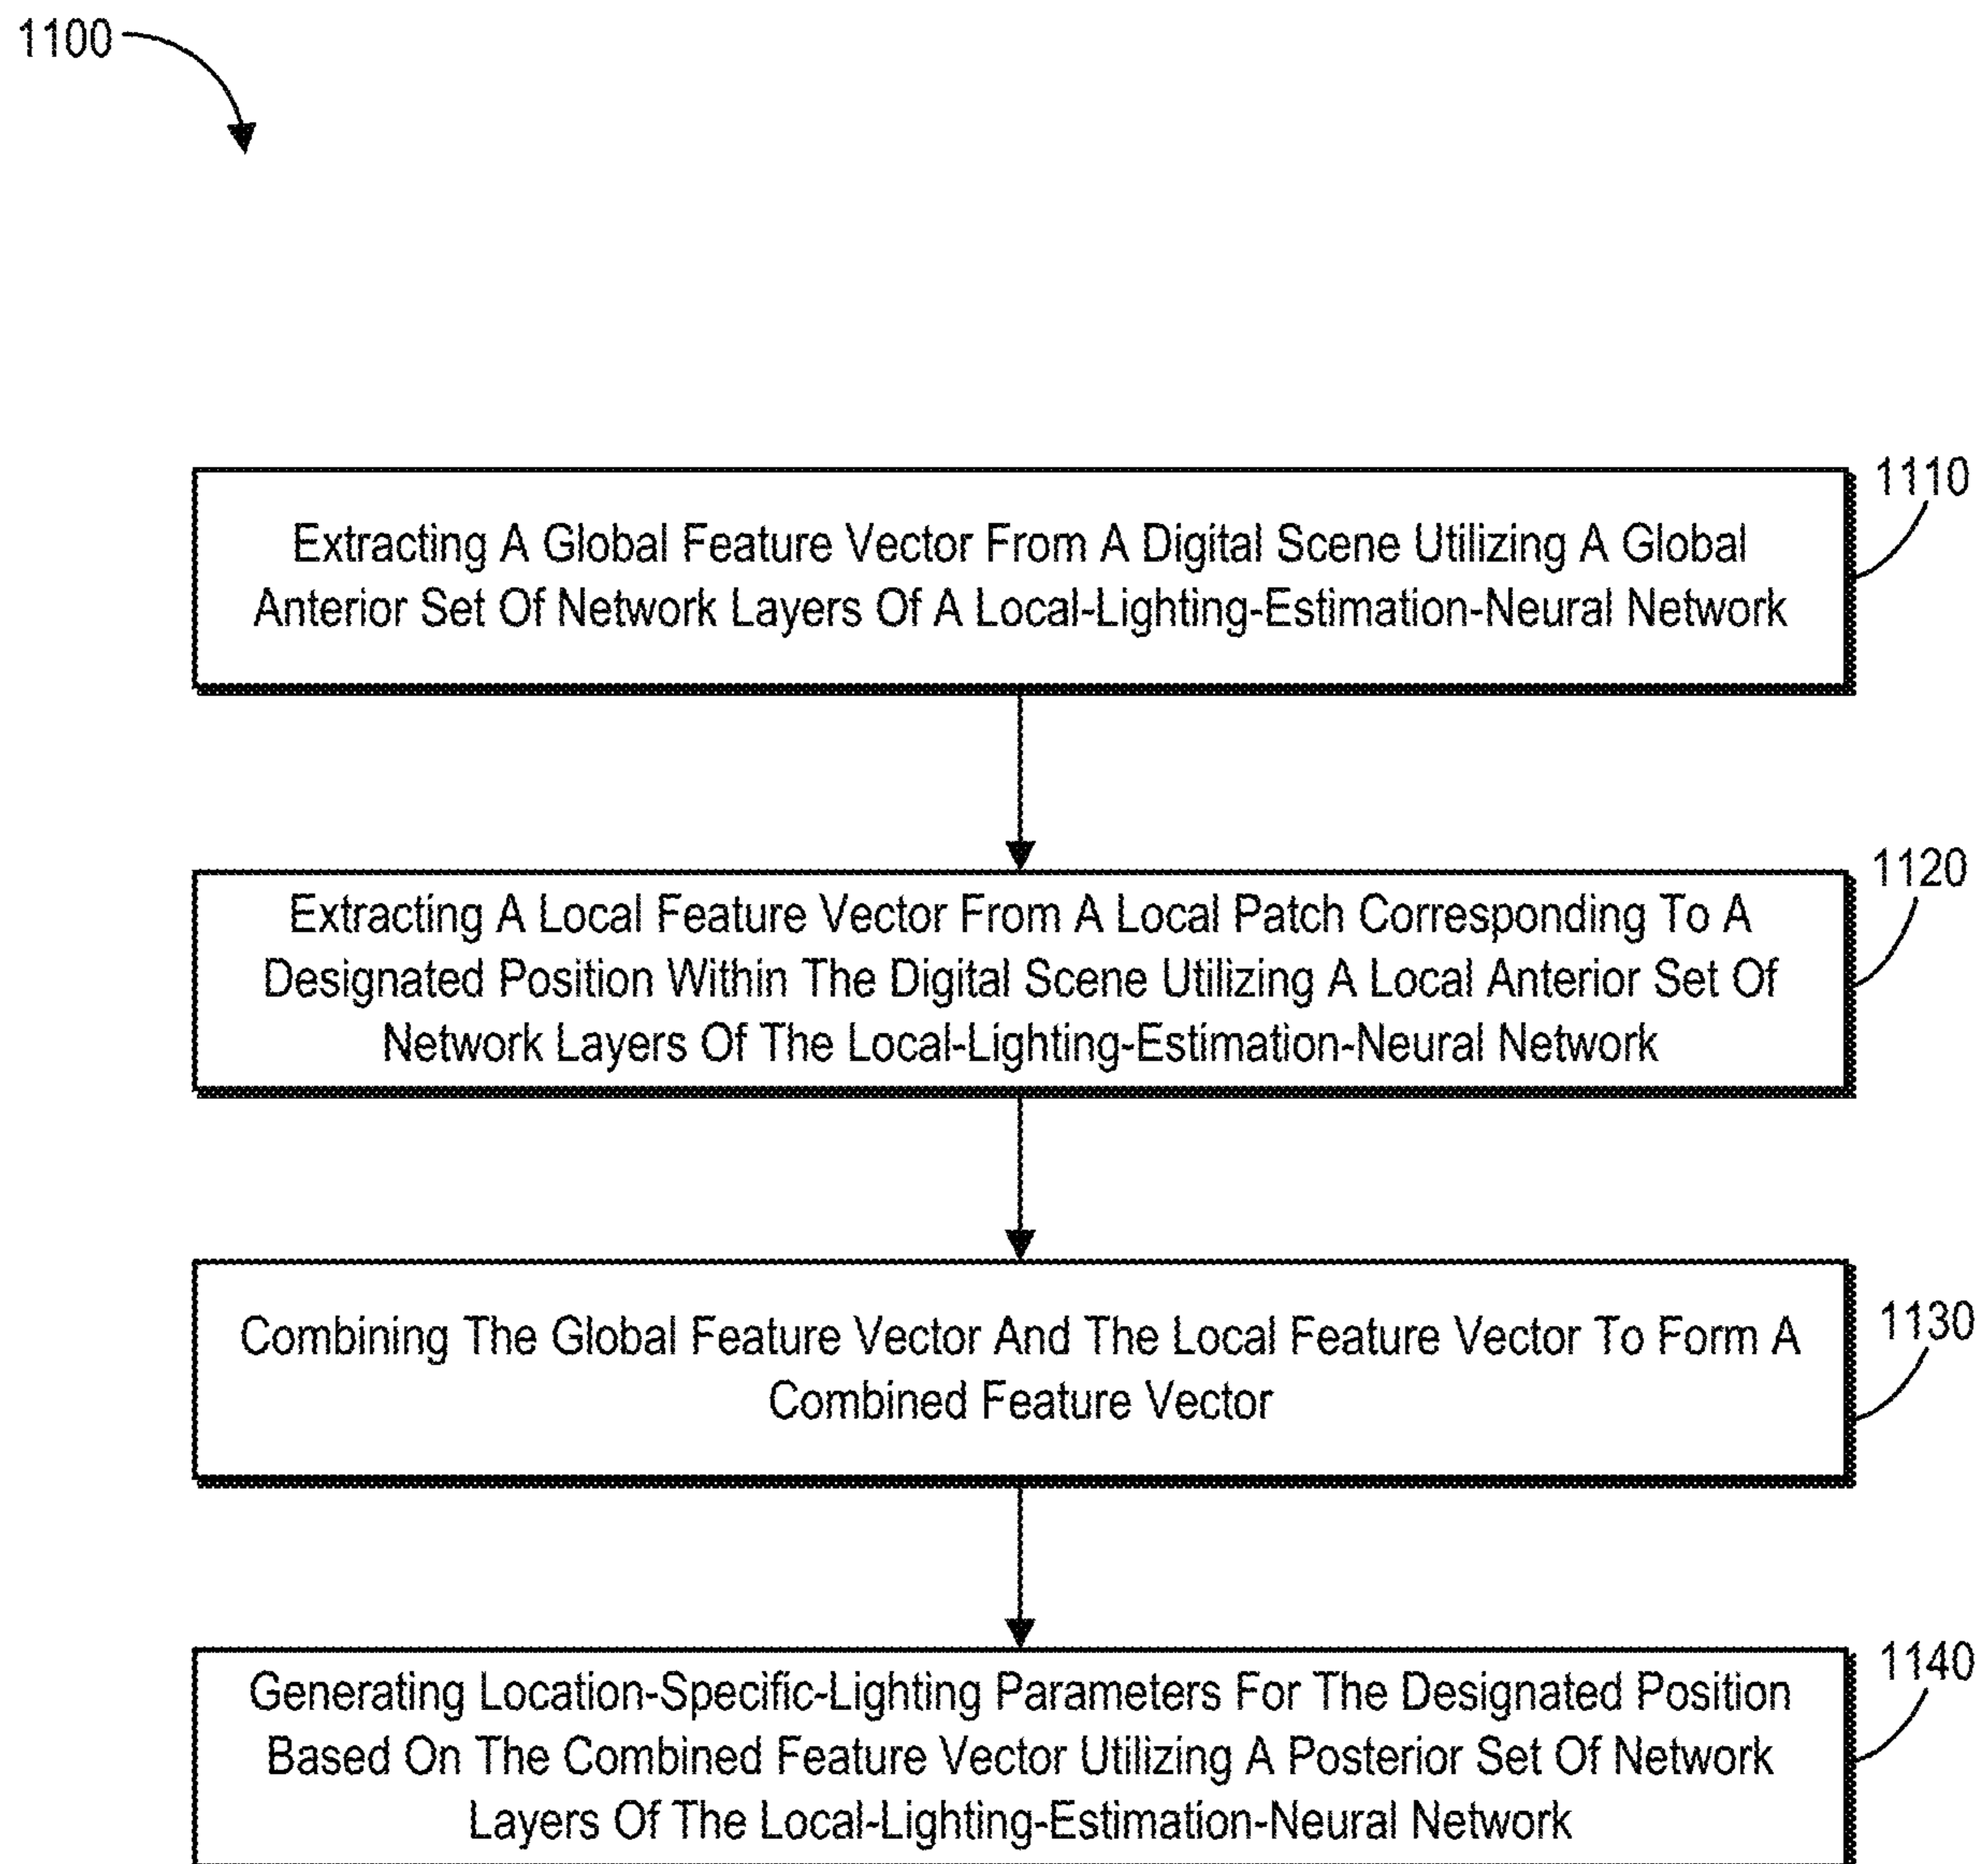 1100
1110
Extracting A Global Feature Vector From A Digital Scene Utilizing A Global
Anterior Set Of Network Layers Of A Local-Lighting-Estimation-Neural Network
1120
Extracting A Local Feature Vector From A Local Patch Corresponding To A
Designated Position Within The Digital Scene Utilizing A Local Anterior Set Of
Network Layers Of The Local-Lighting-Estimation-Neural Network
1130
Combining The Global Feature Vector And The Local Feature Vector To Form A
Combined Feature Vector
1140
Generating Location-Specific-Lighting Parameters For The Designated Position
Based On The Combined Feature Vector Utilizing A Posterior Set Of Network
Layers Of The Local-Lighting-Estimation-Neural Network